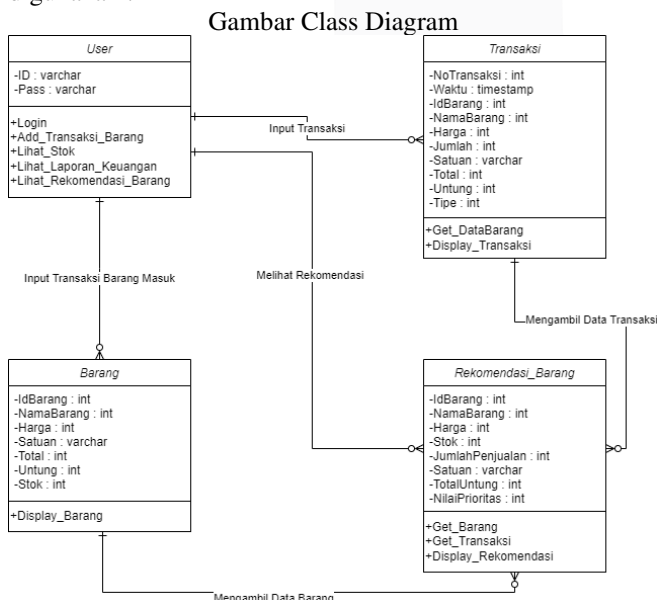 Gambar Class Diagram
User
-ID : varchar
-Pass : varchar
+Login
+Add_Transaksi_Barang
+Lihat_Stok
+Lihat_Laporan_Keuangan
+Lihat_Rekomendasi_Barang
Input Transaksi
Transaksi
-NoTransaksi : int
-Waktu : timestamp
-IdBarang : int
-NamaBarang : int
-Harga : int
-Jumlah : int
-Satuan : varchar
-Total : int
-Untung : int
-Tipe : int
+Get_DataBarang
+Display_Transaksi
Input Transaksi Barang Masuk
Melihat Rekomendasi
Mengambil Data Transaksi
Barang
-IdBarang : int
-NamaBarang : int
-Harga : int
-Satuan : varchar
-Total : int
-Untung : int
-Stok : int
+Display_Barang
Rekomendasi_Barang
-IdBarang : int
-NamaBarang : int
-Harga : int
-Stok : int
-JumlahPenjualan : int
-Satuan : varchar
-TotalUntung : int
-NilaiPrioritas : int
+Get_Barang
+Get_Transaksi
+Display_Rekomendasi
Mengambil Data Barang